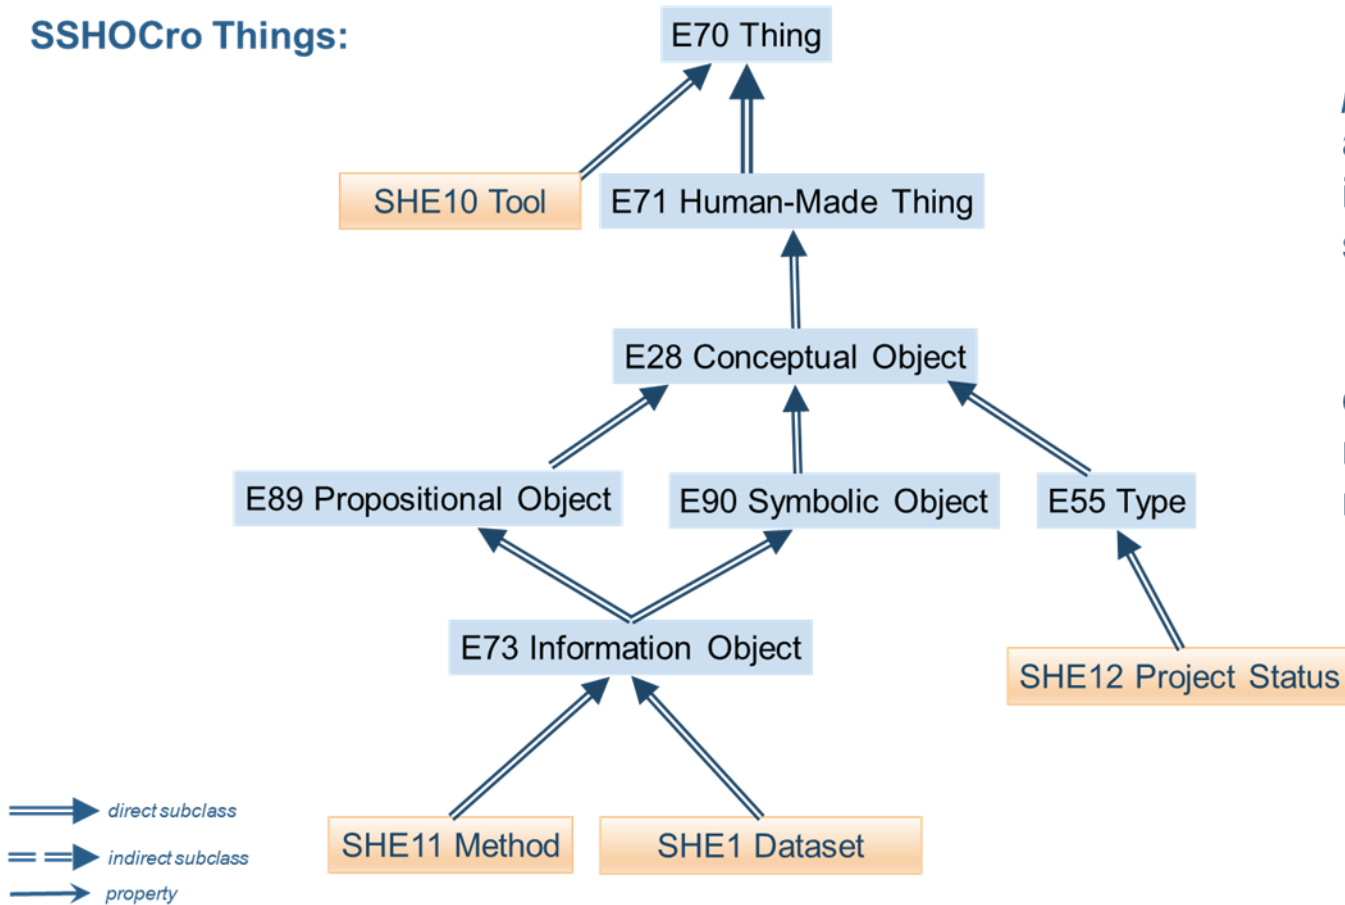 SSHOCro Things:
E70 Thing
SHE10 Tool
E71 Human-Made Thing
E28 Conceptual Object
E89 Propositional Object
E90 Symbolic Object
E55 Type
E73 Information Object
SHE12 Project Status
direct subclass
SHE11 Method
SHE1 Dataset
indirect subclass
property